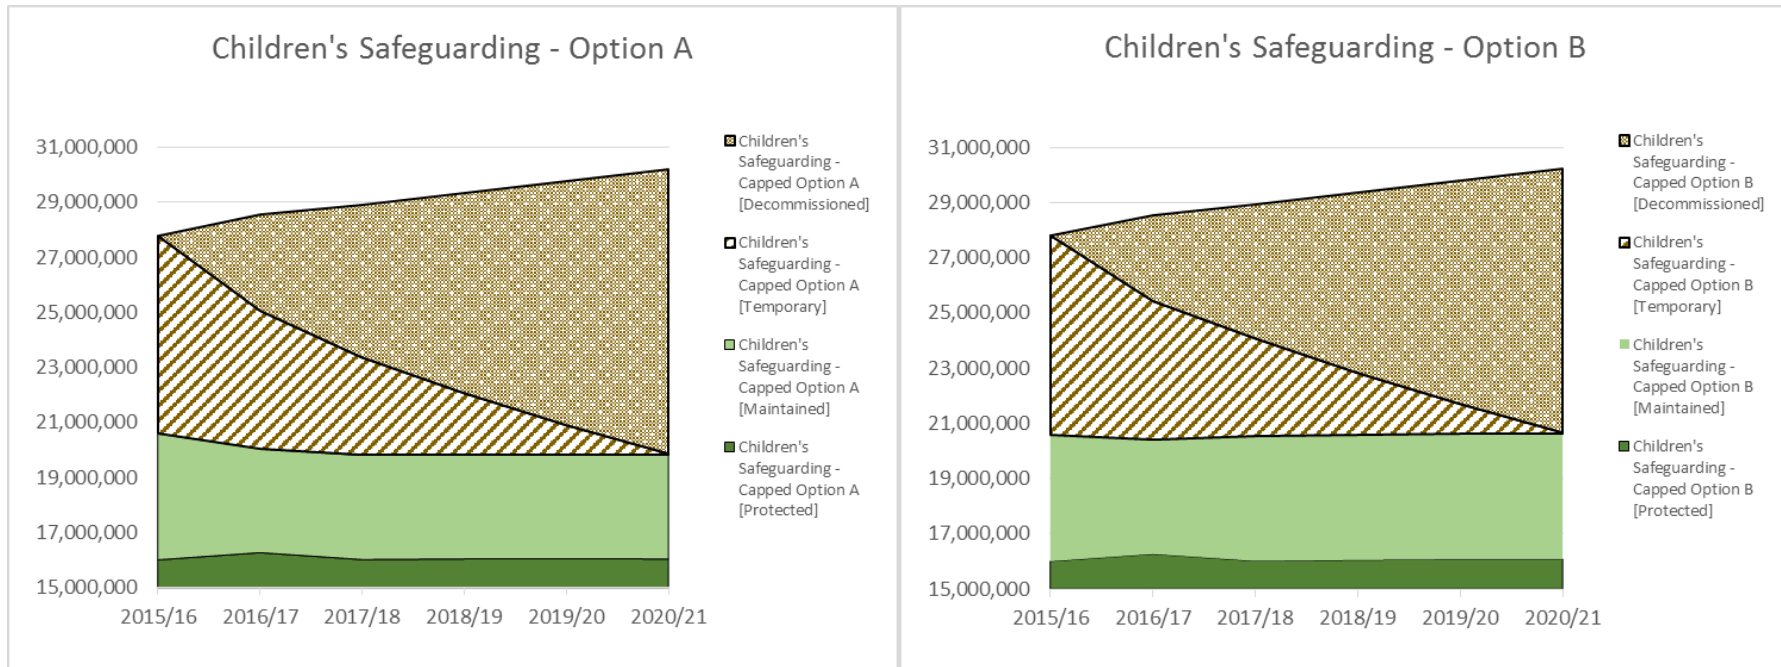 Children's Safeguarding - Option A
31,000,000
29,000,000
27,000,000
25,000,000
23,000,000
21,000,000
19,000,000
17,000,000
15,000,000
2015/16 2016/17 2017/18 2018/19 2019/20 2020/21
Children's
Safeguarding -
Capped Option A
[Decommissioned]
Children's
Safeguarding -
Capped Option A
[Temporary]
Children's
Safeguarding -
Capped Option A
[Maintained]
Children's
Safeguarding -
Capped Option A
[Protected]
Children's Safeguarding - Option B
31,000,000
29,000,000
27,000,000
25,000,000
23,000,000
21,000,000
19,000,000
17,000,000
15,000,000
2015/16 2016/17 2017/18 2018/19 2019/20 2020/21
Children's
Safeguarding -
Capped Option B
[Decommissioned]
Children's
Safeguarding -
Capped Option B
[Temporary]
Children's
Safeguarding -
Capped Option B
[Maintained]
Children's
Safeguarding -
Capped Option B
[Protected]